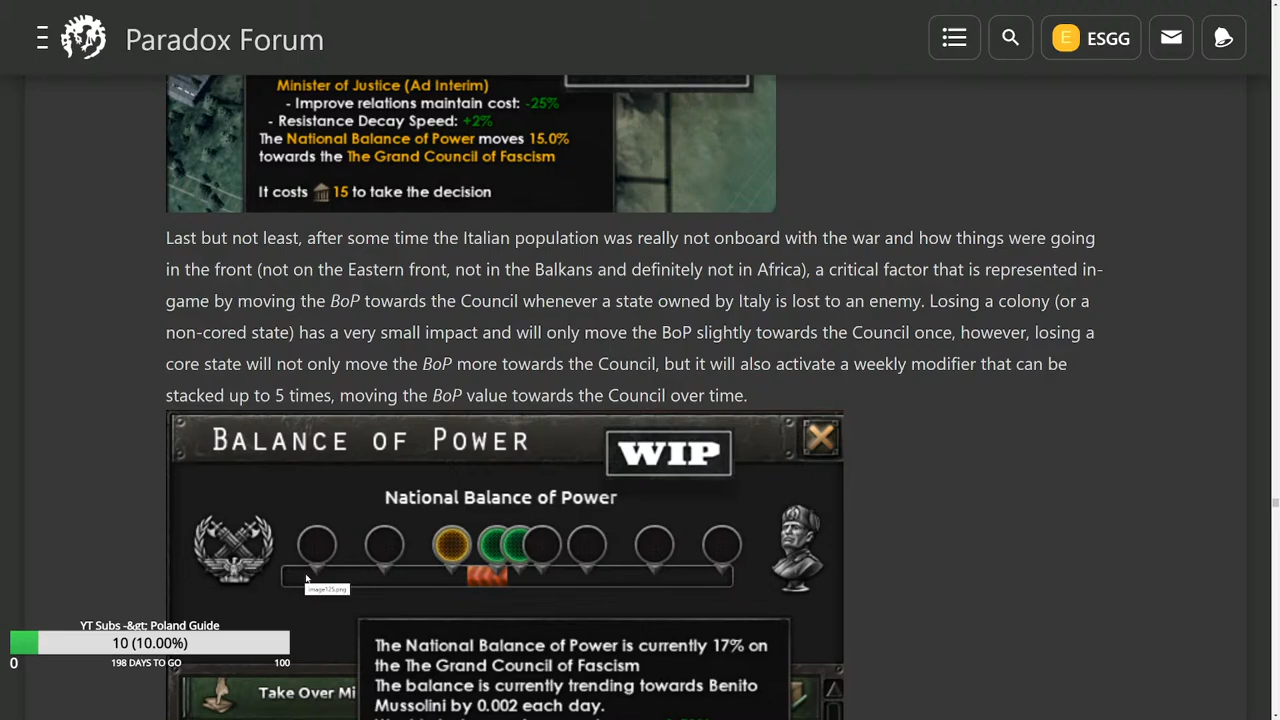 Paradox Forum
E ESGG
Minister of Justice (Ad Interim)
- Improve relations maintain cost: -25%
- Resistance Decay Speed: +2%
The National Balance of Power moves 15.0%
towards the The Grand Council of Fascism
It costs 15 to take the decision
Last but not least, after some time the Italian population was really not onboard with the war and how things were going
in the front (not on the Eastern front, not in the Balkans and definitely not in Africa), a critical factor that is represented in-
game by moving the BoP towards the Council whenever a state owned by Italy is lost to an enemy. Losing a colony (or a
non-cored state) has a very small impact and will only move the BoP slightly towards the Council once, however, losing a
core state will not only move the BoP more towards the Council, but it will also activate a weekly modifier that can be
stacked up to 5 times, moving the BoP value towards the Council over time.
BALANCE OF POWER
WIP
National Balance of Power
image125.png
YT Subs -&gt; Poland Guide
10 (10.00%)
0 198 DAYS TO GO 100
The National Balance of Power is currently 17% on
the The Grand Council of Fascism
Take Over Mi
The balance is currently trending towards Benito
Mussolini by 0.002 each day.